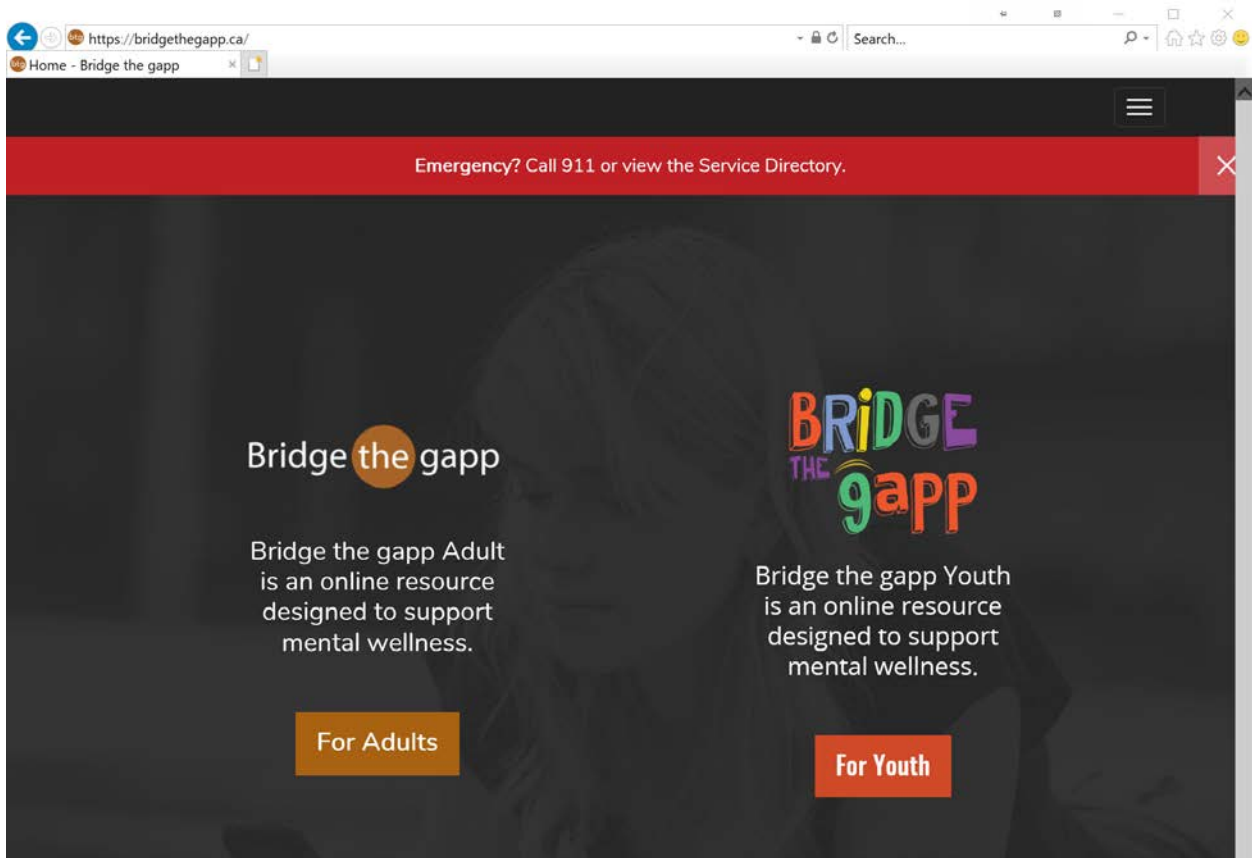 https://bridgethegapp.ca/
Search...
btg Home - Bridge the gapp
Emergency? Call 911 or view the Service Directory.
Bridge the gapp
Bridge the gapp Adult
is an online resource
designed to support
mental wellness.
For Adults
BRiDGE
THE
gapp
Bridge the gapp Youth
is an online resource
designed to support
mental wellness.
For Youth